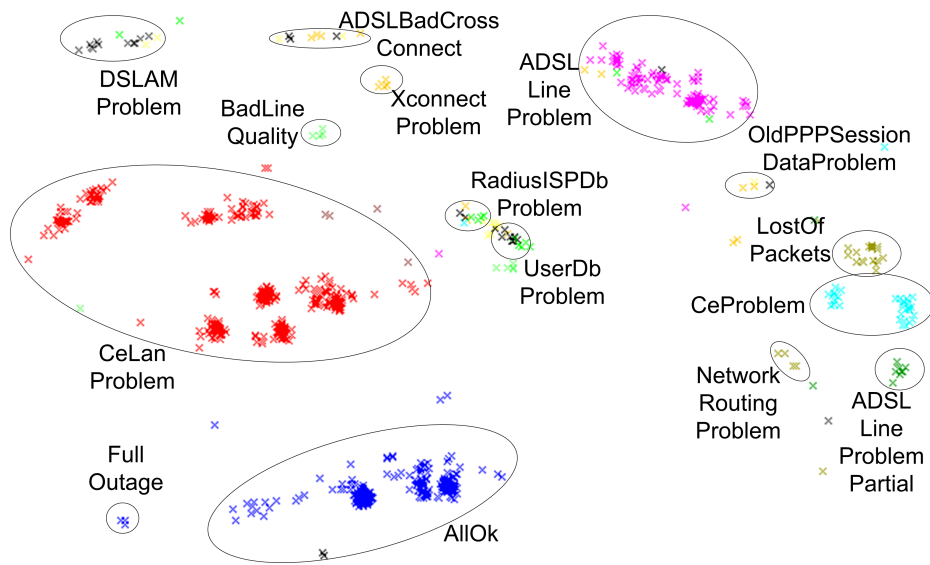 ADSLBadCross
Connect
DSLAM
Problem
Xconnect
Problem
BadLine
Quality
ADSL
Line
Problem
OldPPPSession
DataProblem
RadiusISPDb
Problem
LostOf
Packets
UserDb
Problem
CeProblem
CeLan
Problem
Network
Routing
Problem
ADSL
Line
Problem
Partial
Full
Outage
AllOk